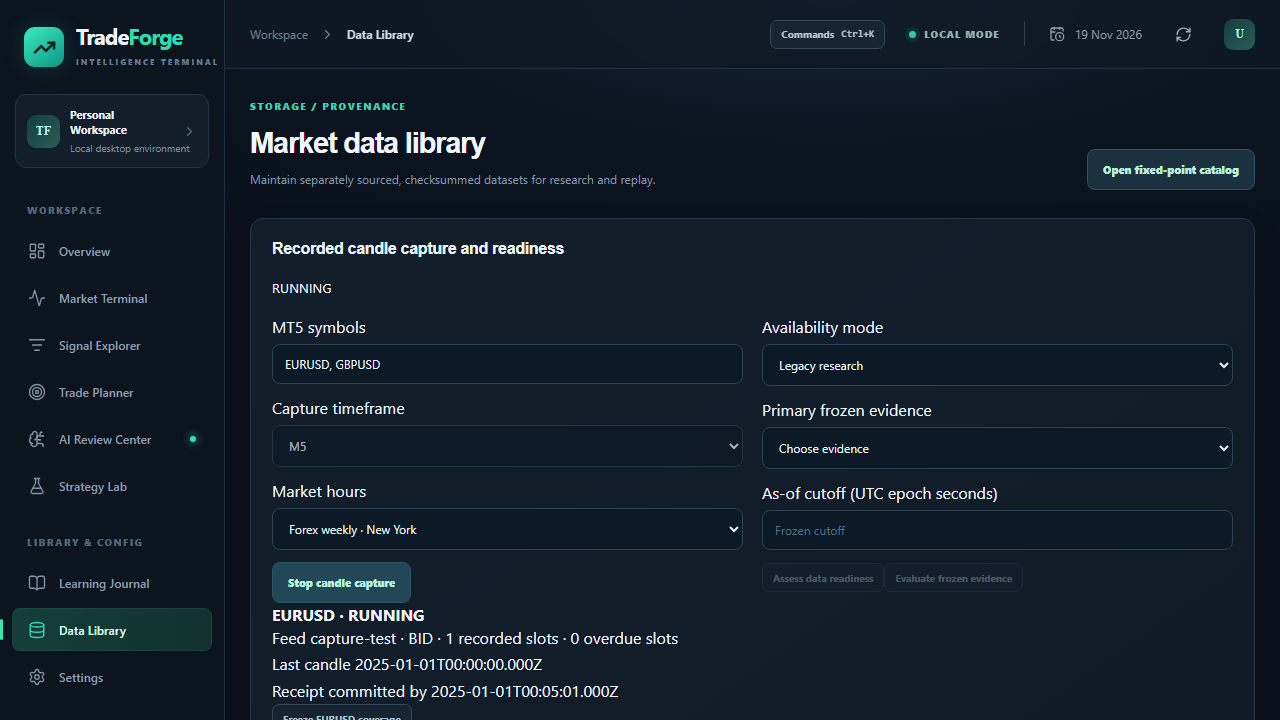 TradeForge
INTELLIGENCE TERMINAL
TF
Personal
Workspace
Local desktop environment
WORKSPACE
Overview
Market Terminal
Signal Explorer
Trade Planner
AI Review Center
Strategy Lab
LIBRARY & CONFIG
Learning Journal
Data Library
Settings
Workspace > Data Library
Commands Ctrl+K
LOCAL MODE
19 Nov 2026
U
STORAGE / PROVENANCE
Market data library
Maintain separately sourced, checksummed datasets for research and replay.
Open fixed-point catalog
Recorded candle capture and readiness
RUNNING
MT5 symbols
EURUSD, GBPUSD
Capture timeframe
M5
Market hours
Forex weekly · New York
Stop candle capture
EURUSD · RUNNING
Feed capture-test · BID · 1 recorded slots · 0 overdue slots
Last candle 2025-01-01T00:00:00.000Z
Receipt committed by 2025-01-01T00:05:01.000Z
Freeze EURUSD coverage
Availability mode
Legacy research
Primary frozen evidence
Choose evidence
As-of cutoff (UTC epoch seconds)
Frozen cutoff
Assess data readiness
Evaluate frozen evidence